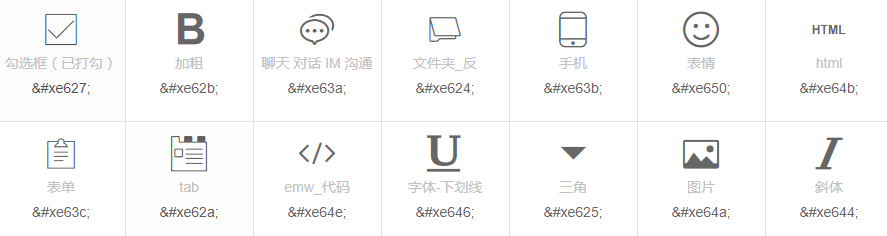 B HTML
勾选框（已打勾） 加粗 聊天 对话 IM 沟通 文件夹_反 手机 表情 html
&#xe627; &#xe62b; &#xe63a; &#xe624; &#xe63b; &#xe650; &#xe64b;
U I
表单 tab emw_代码 字体-下划线 三角 图片 斜体
&#xe63c; &#xe62a; &#xe64e; &#xe646; &#xe625; &#xe64a; &#xe644;